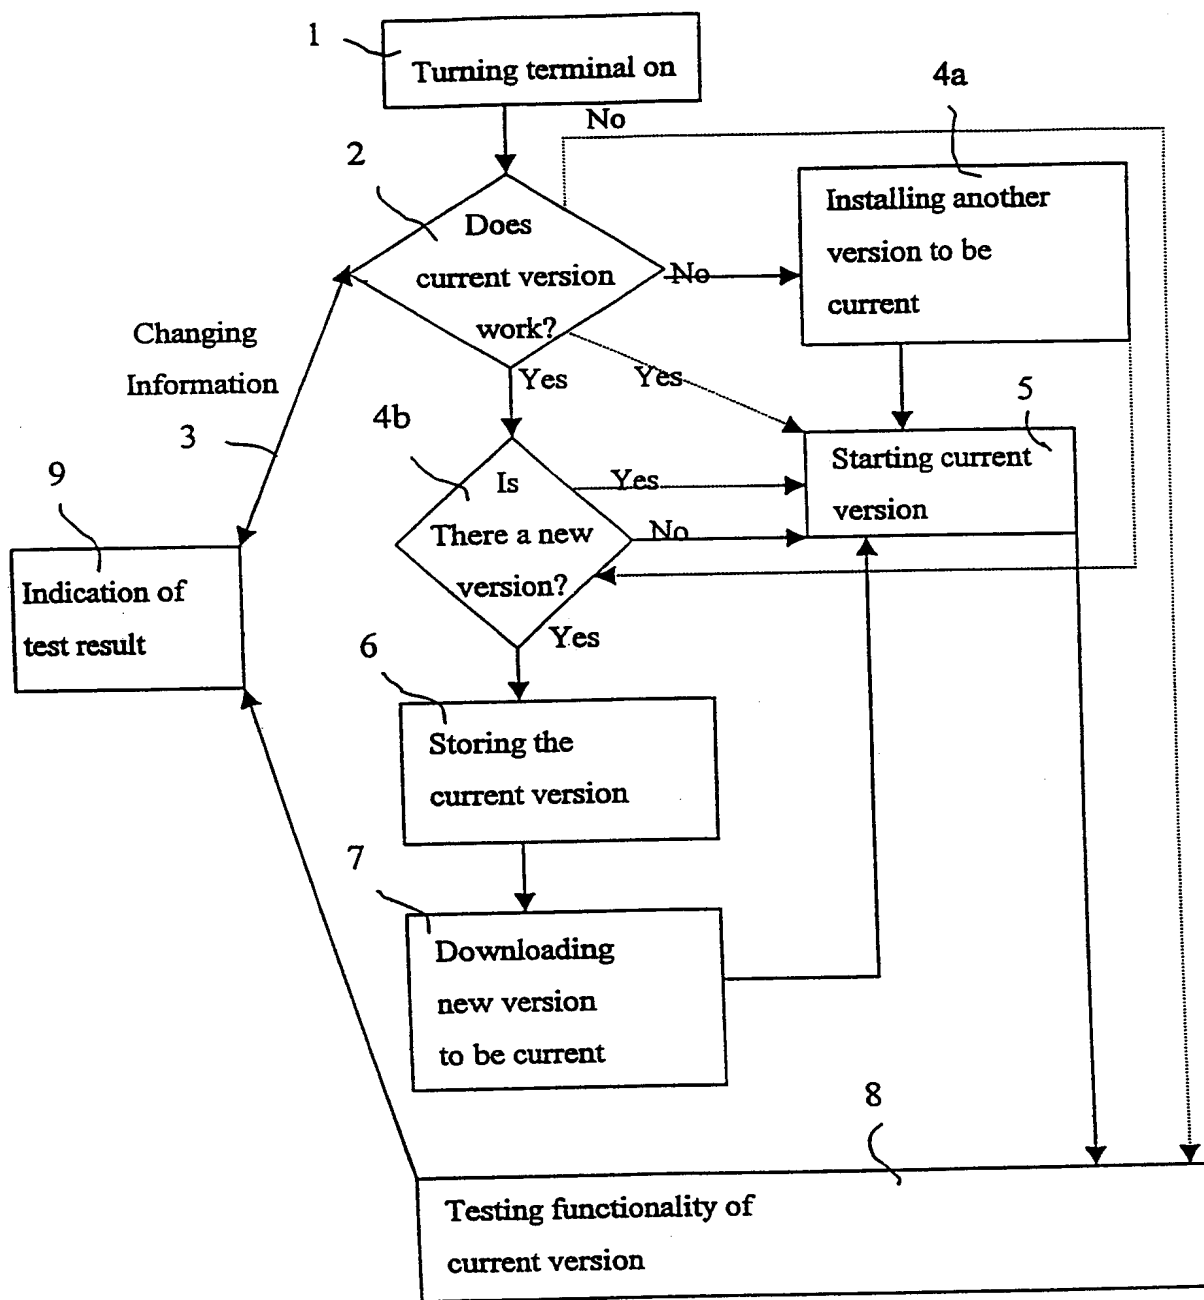 1
Turning terminal on
No
4a
2
Does
current version
work?
No
Installing another
version to be
current
Changing
Information
3
Yes
Yes
4b
5
Is
There a new
version?
Yes
No
Starting current
version
9
Indication of
test result
Yes
6
Storing the
current version
7
Downloading
new version
to be current
8
Testing functionality of
current version